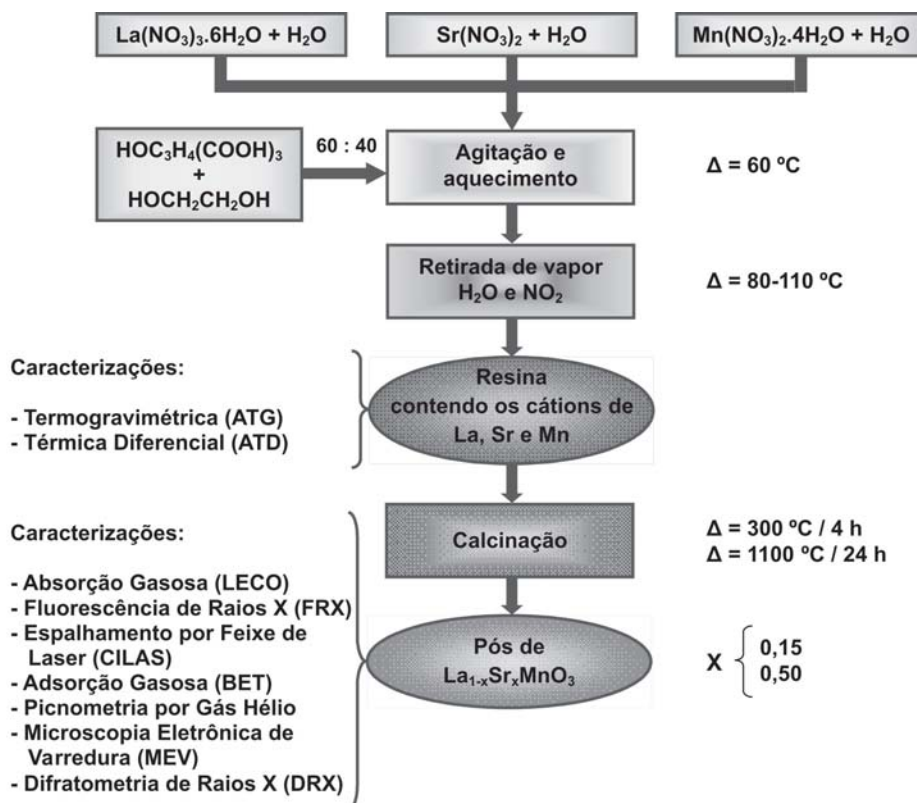 La(NO₃)₃.6H₂O + H₂O
Sr(NO₃)₂ + H₂O
Mn(NO₃)₂.4H₂O + H₂O
HOC₃H₄(COOH)₃
+
HOCH₂CH₂OH
60 : 40
Agitação e
aquecimento
Δ = 60 ºC
Retirada de vapor
H₂O e NO₂
Δ = 80-110 ºC
Caracterizações:
- Termogravimétrica (ATG)
- Térmica Diferencial (ATD)
Resina
contendo os cátions de
La, Sr e Mn
Calcinação
Δ = 300 ºC / 4 h
Δ = 1100 ºC / 24 h
Caracterizações:
- Absorção Gasosa (LECO)
- Fluorescência de Raios X (FRX)
- Espalhamento por Feixe de
Laser (CILAS)
- Adsorção Gasosa (BET)
- Picnometria por Gás Hélio
- Microscopia Eletrônica de
Varredura (MEV)
- Difratometria de Raios X (DRX)
Pós de
La₁₋ₓSrₓMnO₃
X
0,15
0,50